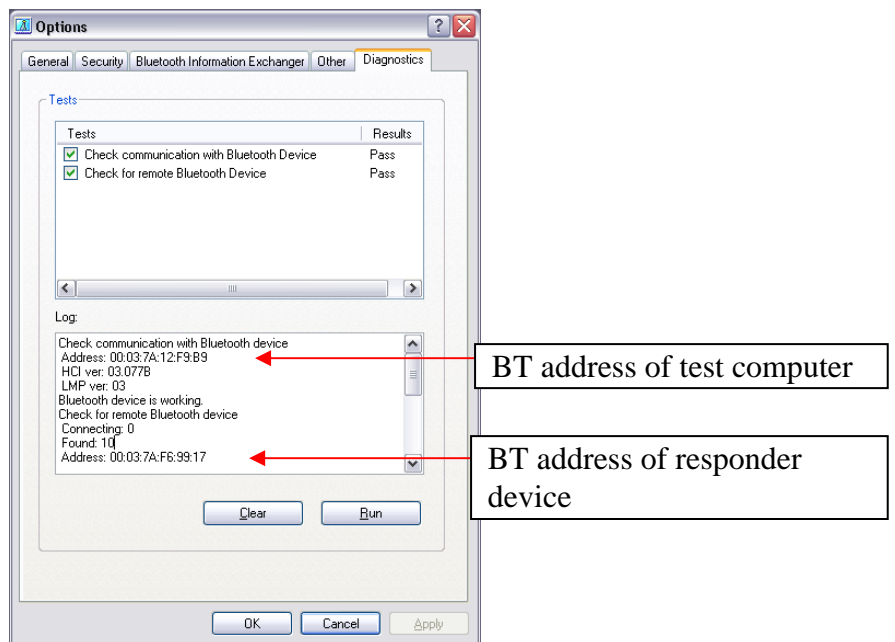 Options
General Security Bluetooth Information Exchanger Other Diagnostics
Tests
Tests Results
Check communication with Bluetooth Device Pass
Check for remote Bluetooth Device Pass
Log:
Check communication with Bluetooth device
Address: 00:03:7A:12:F9:B9
HCI ver: 03.077B
LMP ver: 03
Bluetooth device is working.
Check for remote Bluetooth device
Connecting: 0
Found: 10
Address: 00:03:7A:F6:99:17
BT address of test computer
BT address of responder
device
Clear Run
OK Cancel Apply